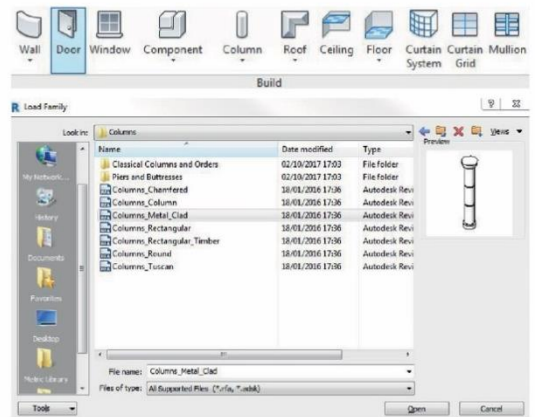 Wall Door Window Component Column Roof Ceiling Floor Curtain System Curtain Grid Mullion
Build
R Load Family
Look in: Columns Views
Name Date modified Type Preview
Classical Columns and Orders 02/10/2017 17:03 File folder
Piers and Buttresses 02/10/2017 17:03 File folder
Columns_Chamfered 18/01/2016 17:36 Autodesk Revi
Columns_Column 18/01/2016 17:36 Autodesk Revi
Columns_Metal_Clad 18/01/2016 17:36 Autodesk Revi
Columns_Rectangular 18/01/2016 17:36 Autodesk Revi
Columns_Rectangular_Timber 18/01/2016 17:36 Autodesk Revi
Columns_Round 18/01/2016 17:36 Autodesk Revi
Columns_Tuscan 18/01/2016 17:36 Autodesk Revi
My Network...
History
Documents
Favorites
Desktop
Metric Library
File name: Columns_Metal_Clad
Files of type: All Supported Files (*.rfa, *.adsk)
Tools Open Cancel